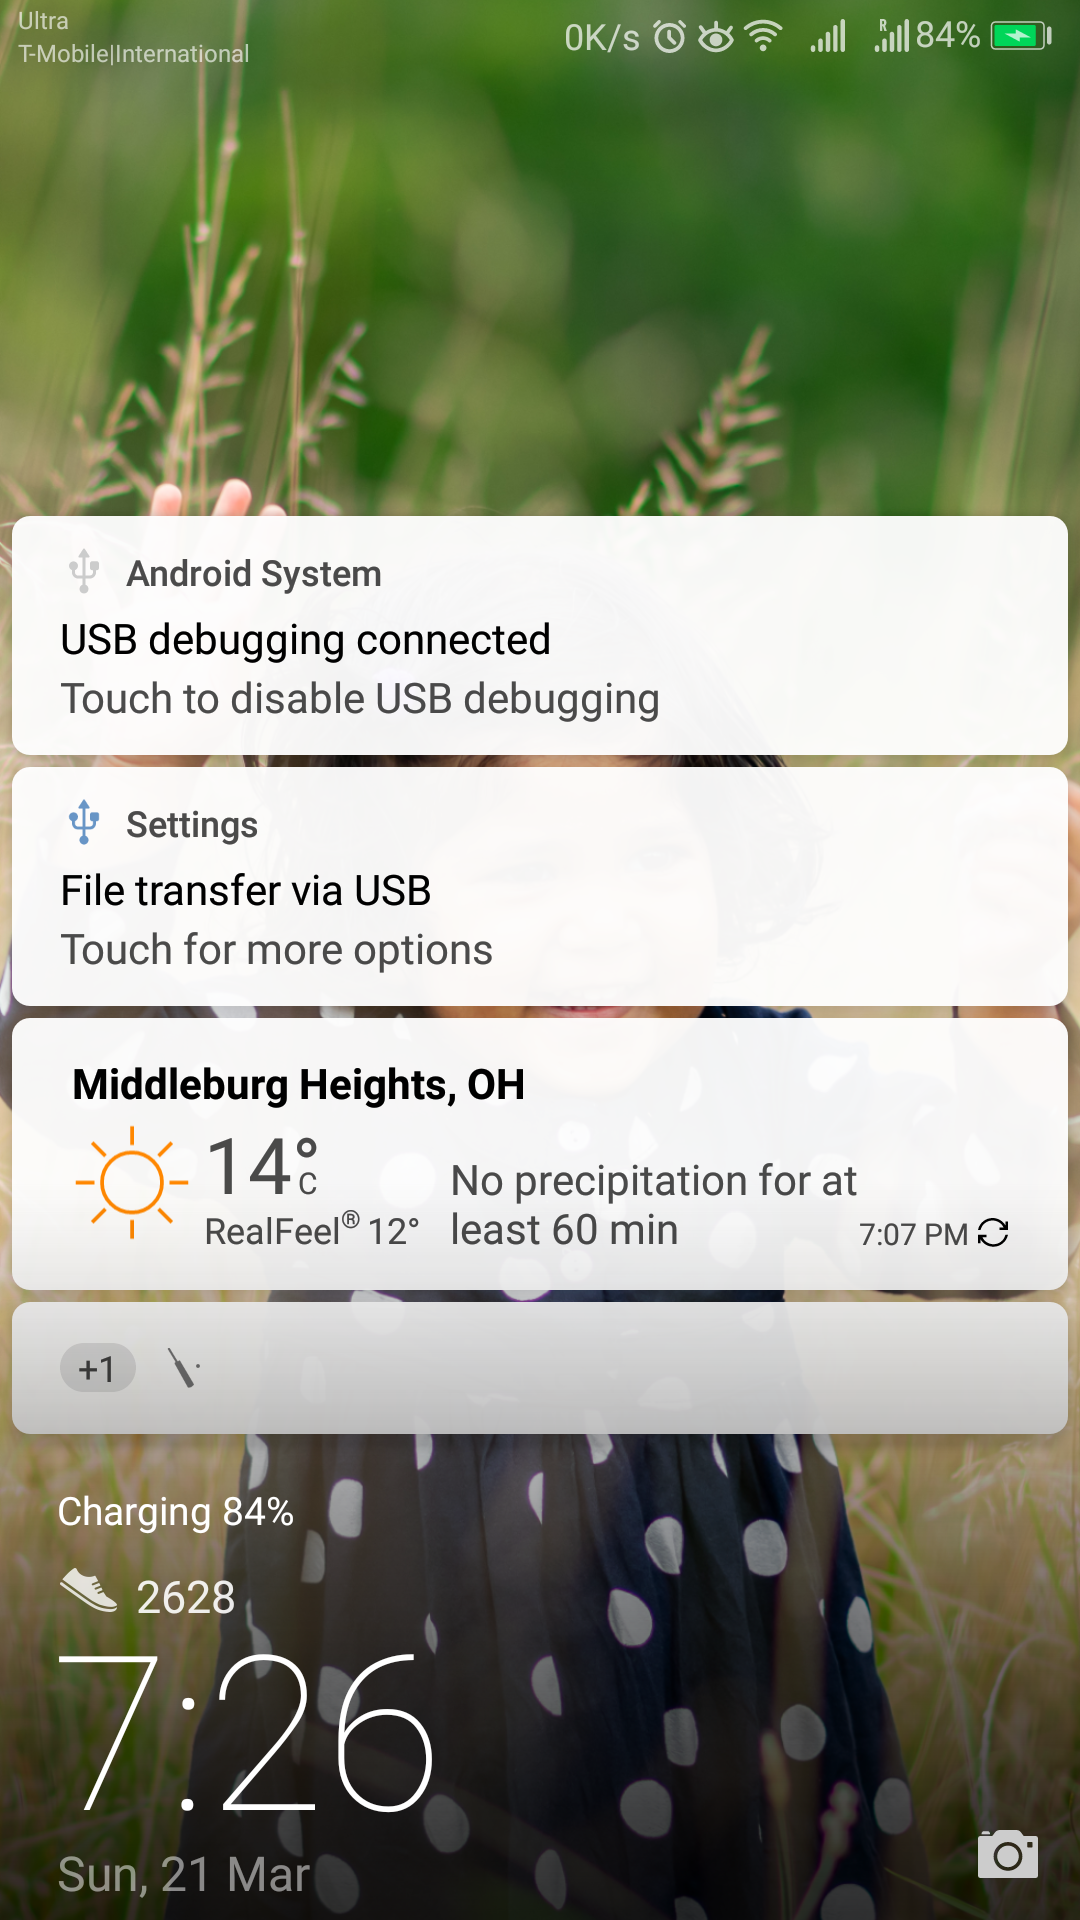 Ultra
T-Mobile|International
0K/s
R
84%
Android System
USB debugging connected
Touch to disable USB debugging
Settings
File transfer via USB
Touch for more options
Middleburg Heights, OH
14°C
RealFeel® 12°
No precipitation for at
least 60 min
7:07 PM
+1
Charging 84%
2628
7:26
Sun, 21 Mar